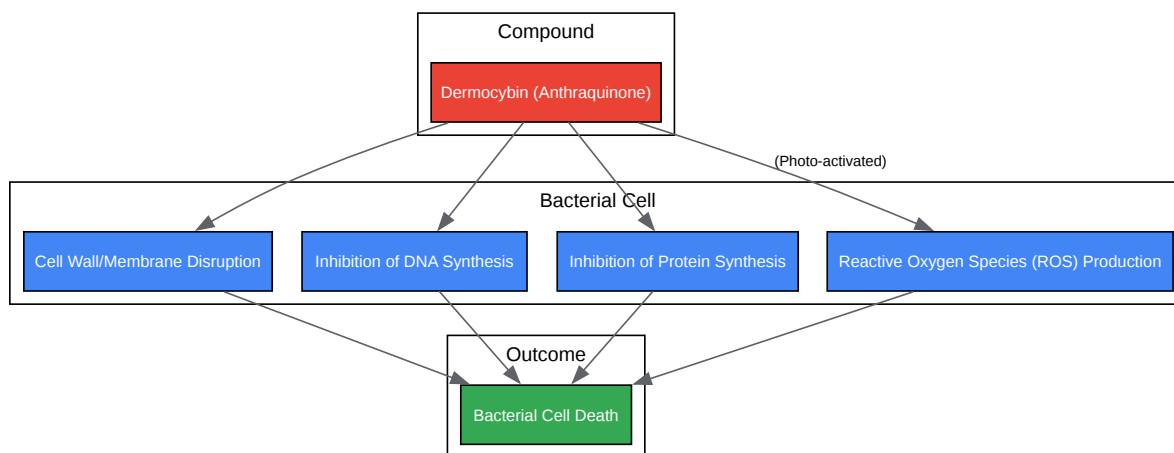 Compound
Dermocybin (Anthraquinone)
(Photo-activated)
Bacterial Cell
Cell Wall/Membrane Disruption
Inhibition of DNA Synthesis
Inhibition of Protein Synthesis
Reactive Oxygen Species (ROS) Production
Outcome
Bacterial Cell Death